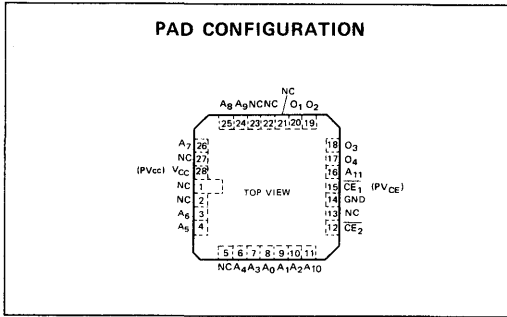 PAD CONFIGURATION
NC
A8 A9 NC NC O1 O2
25 24 23 22 21 20 19
A7 26 18 O3
NC 27 17 O4
(PVcc) VCC 28 16 A11
NC 1 TOP VIEW 15 CE1 (PVCE)
NC 2 14 GND
A6 3 13 NC
A5 4 12 CE2
5 6 7 8 9 10 11
NC A4 A3 A0 A1 A2 A10